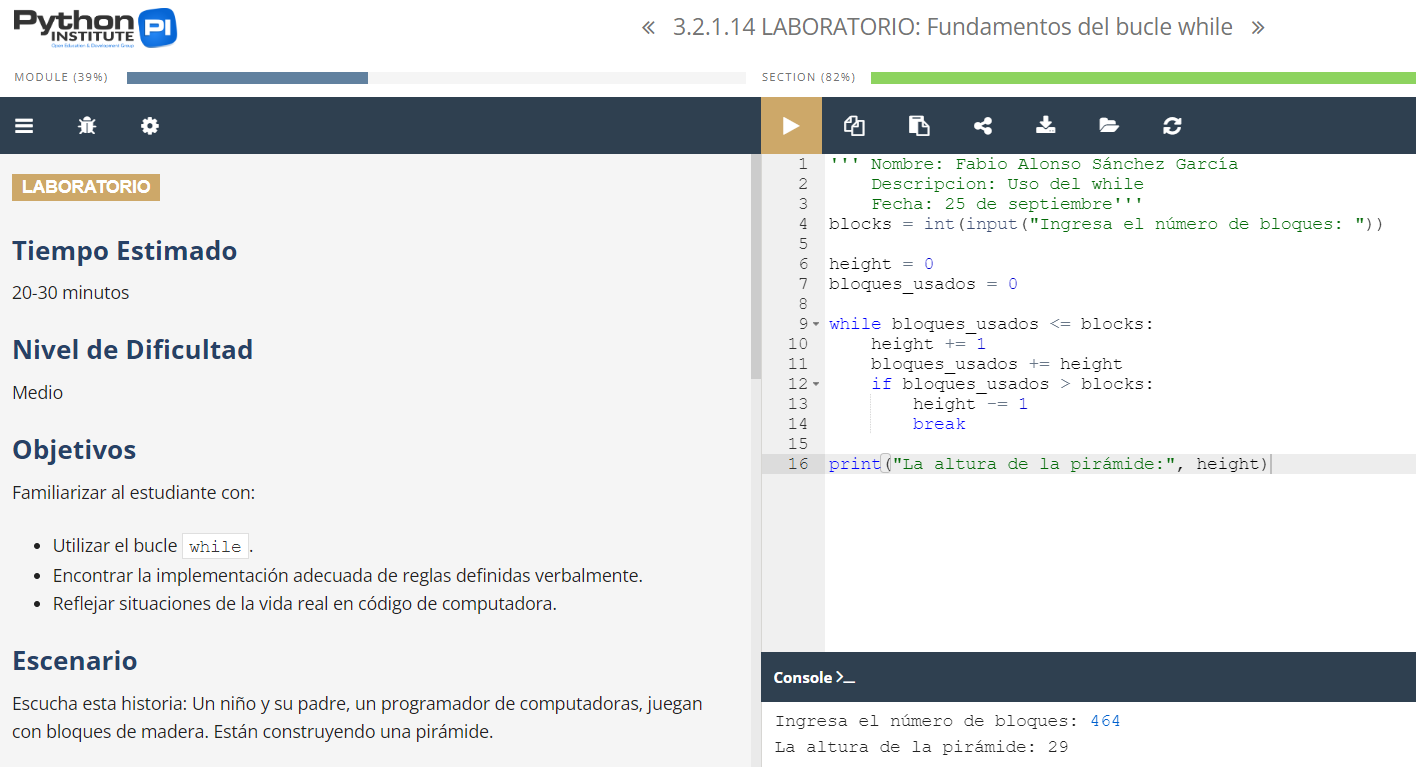 Python
INSTITUTE
Open Education & Development Group
PI
« 3.2.1.14 LABORATORIO: Fundamentos del bucle while »
MODULE (39%)
SECTION (82%)
LABORATORIO
Tiempo Estimado
20-30 minutos
Nivel de Dificultad
Medio
Objetivos
Familiarizar al estudiante con:
• Utilizar el bucle while.
• Encontrar la implementación adecuada de reglas definidas verbalmente.
• Reflejar situaciones de la vida real en código de computadora.
Escenario
Escucha esta historia: Un niño y su padre, un programador de computadoras, juegan
con bloques de madera. Están construyendo una pirámide.
1 ''' Nombre: Fabio Alonso Sánchez García
2     Descripcion: Uso del while
3     Fecha: 25 de septiembre'''
4 blocks = int(input("Ingresa el número de bloques: "))
5
6 height = 0
7 bloques_usados = 0
8
9 while bloques_usados <= blocks:
10     height += 1
11     bloques_usados += height
12     if bloques_usados > blocks:
13         height -= 1
14         break
15
16 print("La altura de la pirámide:", height)
Console >_
Ingresa el número de bloques: 464
La altura de la pirámide: 29